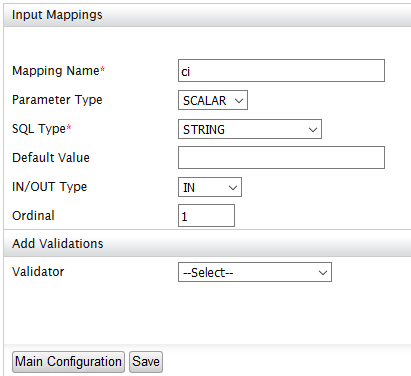 Input Mappings
Mapping Name* ci
Parameter Type SCALAR
SQL Type* STRING
Default Value
IN/OUT Type IN
Ordinal 1
Add Validations
Validator --Select--
Main Configuration Save